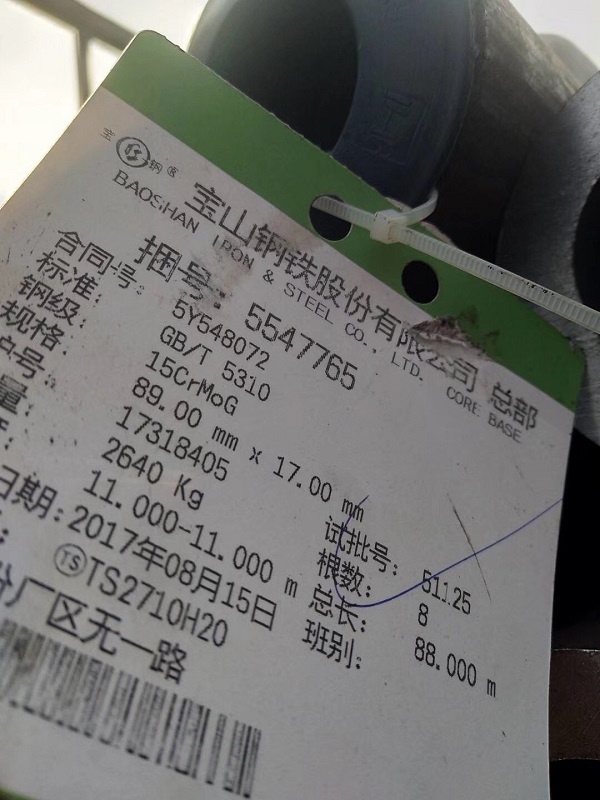 宝钢®
宝山钢铁股份有限公司 总部
BAOSHAN IRON & STEEL CO., LTD. CORE BASE
捆号: 5547765
合同号: 5Y548072
标准: GB/T 5310
钢级: 15CrMoG
规格: 89.00 mm x 17.00 mm
号: 17318405 试批号: 51125
量: 2640 Kg 根数: 8
11.000-11.000 m 总长: 88.000 m
日期: 2017年08月15日 班别:
TS TS2710H20
厂区无一路